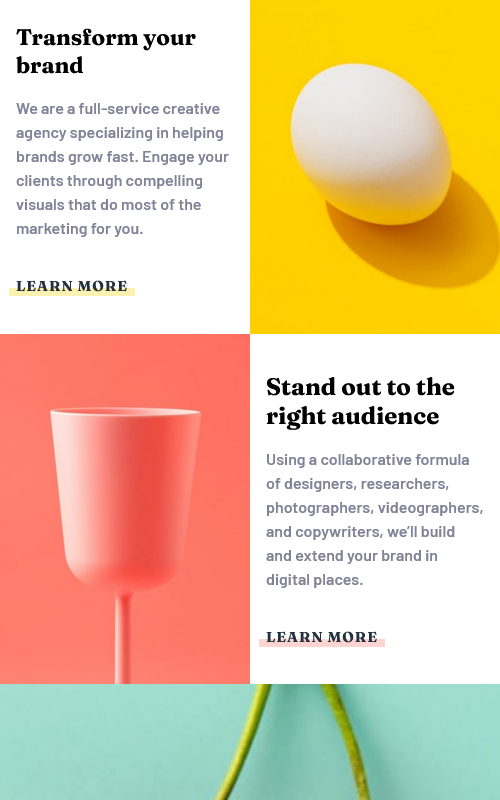 Transform your
brand
We are a full-service creative
agency specializing in helping
brands grow fast. Engage your
clients through compelling
visuals that do most of the
marketing for you.
LEARN MORE
Stand out to the
right audience
Using a collaborative formula
of designers, researchers,
photographers, videographers,
and copywriters, we’ll build
and extend your brand in
digital places.
LEARN MORE